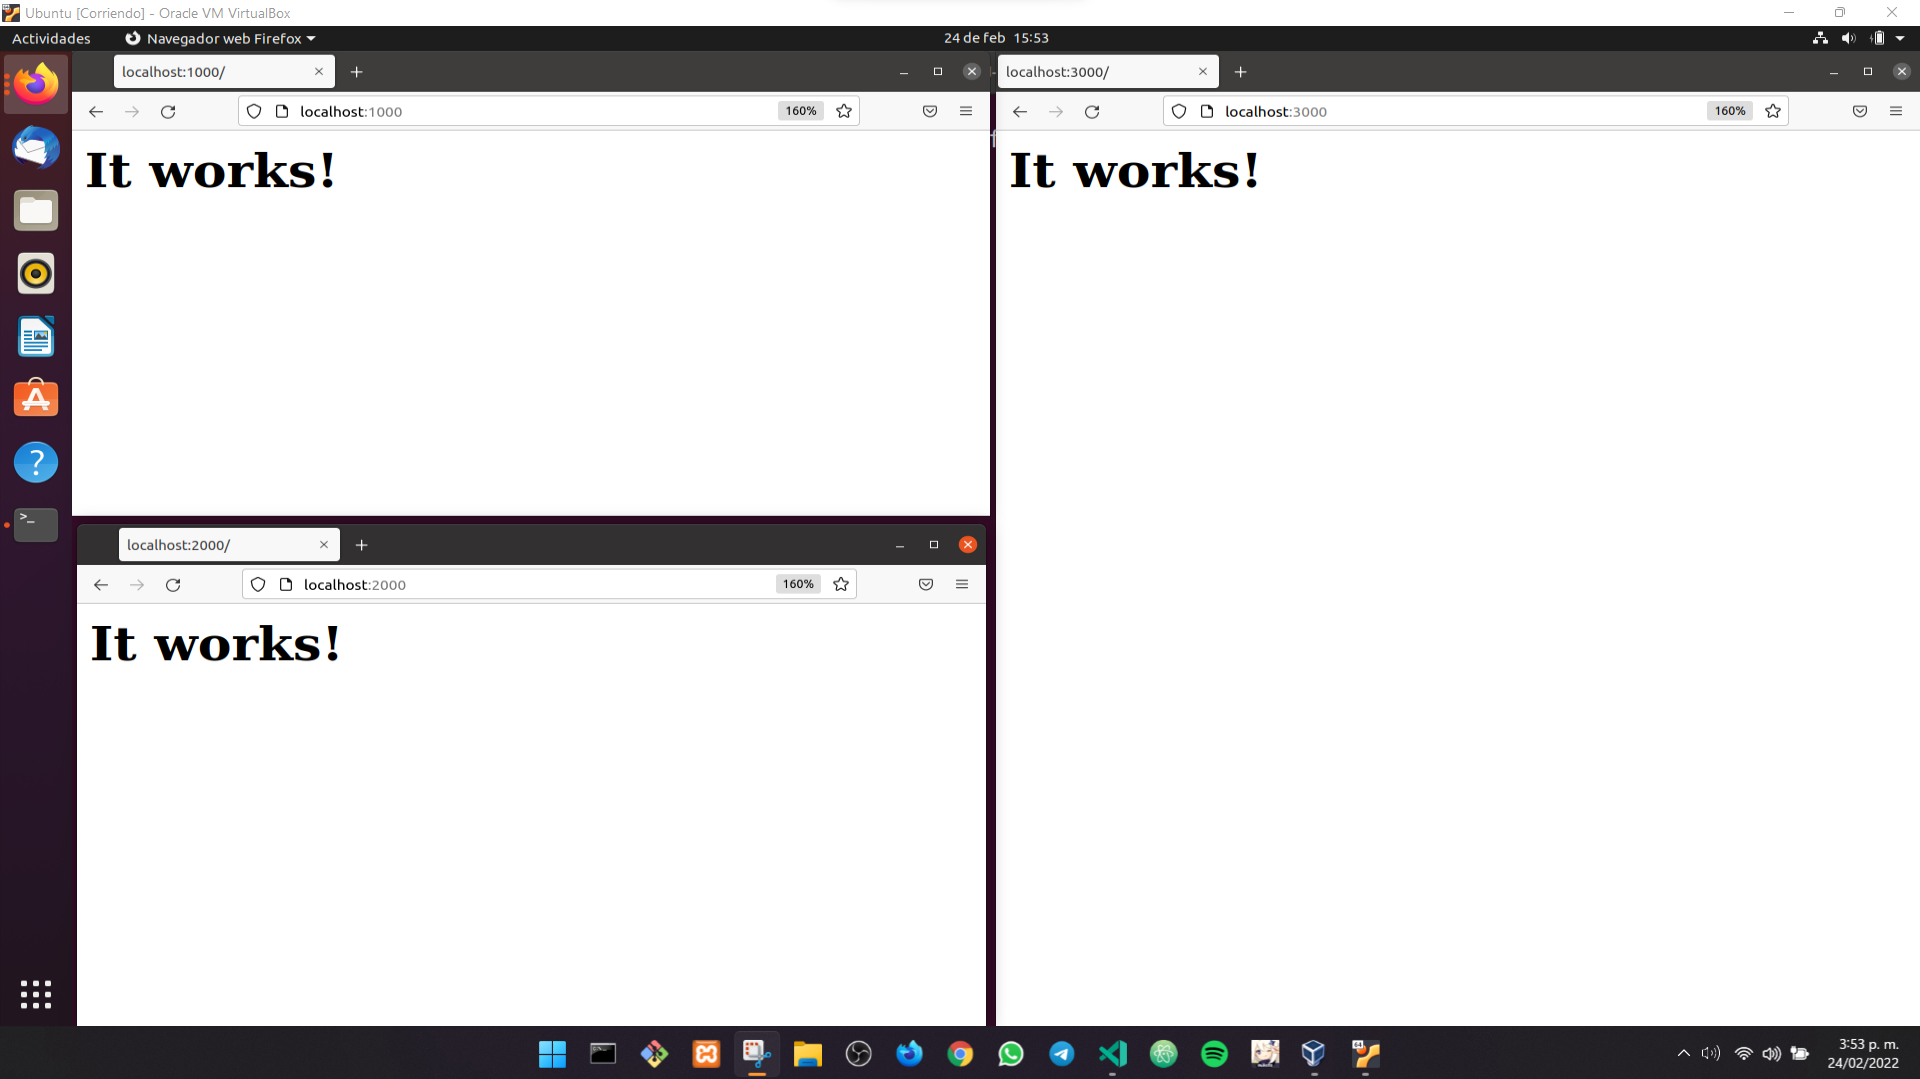 Ubuntu [Corriendo] - Oracle VM VirtualBox
Actividades
Navegador web Firefox
24 de feb 15:53
localhost:1000/
localhost:1000
160%
It works!
localhost:3000/
localhost:3000
160%
It works!
localhost:2000/
localhost:2000
160%
It works!
3:53 p. m.
24/02/2022